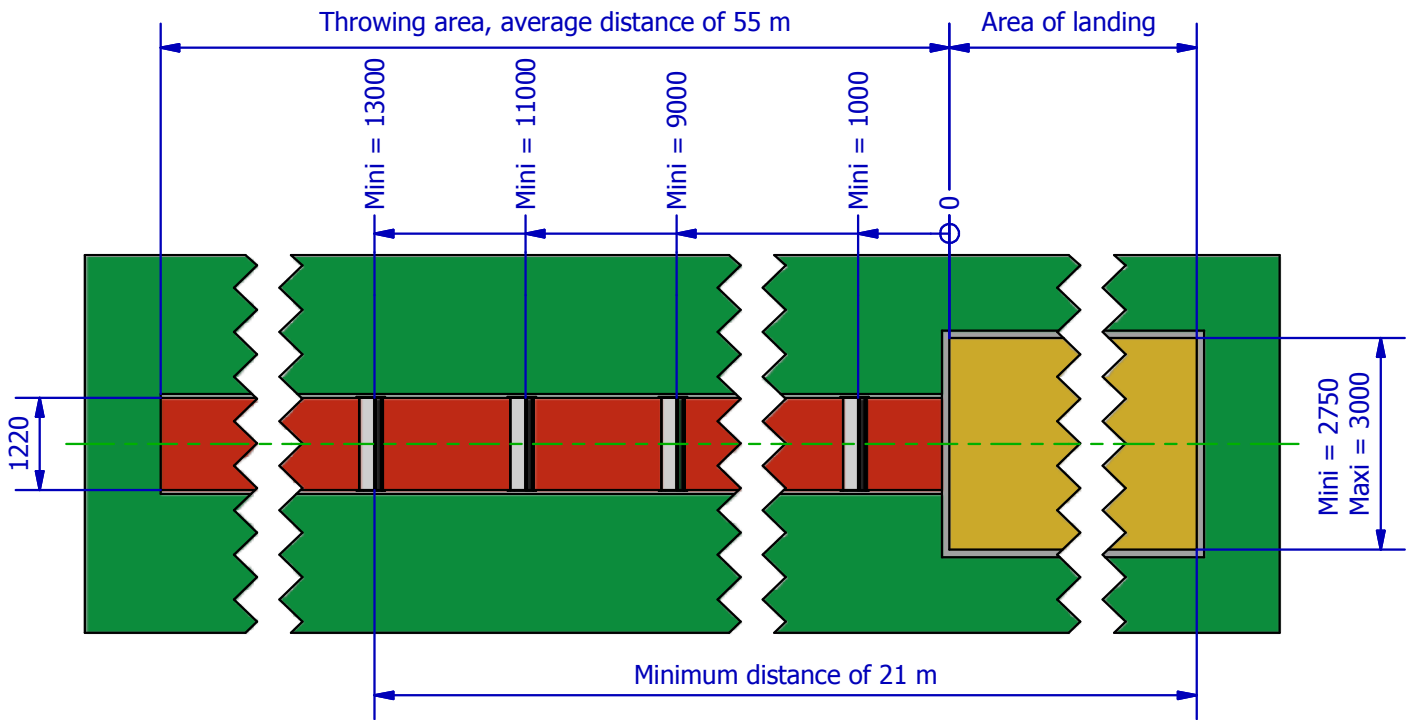 Throwing area, average distance of 55 m
Area of landing
Mini = 13000
Mini = 11000
Mini = 9000
Mini = 1000
0
1220
Mini = 2750
Maxi = 3000
Minimum distance of 21 m